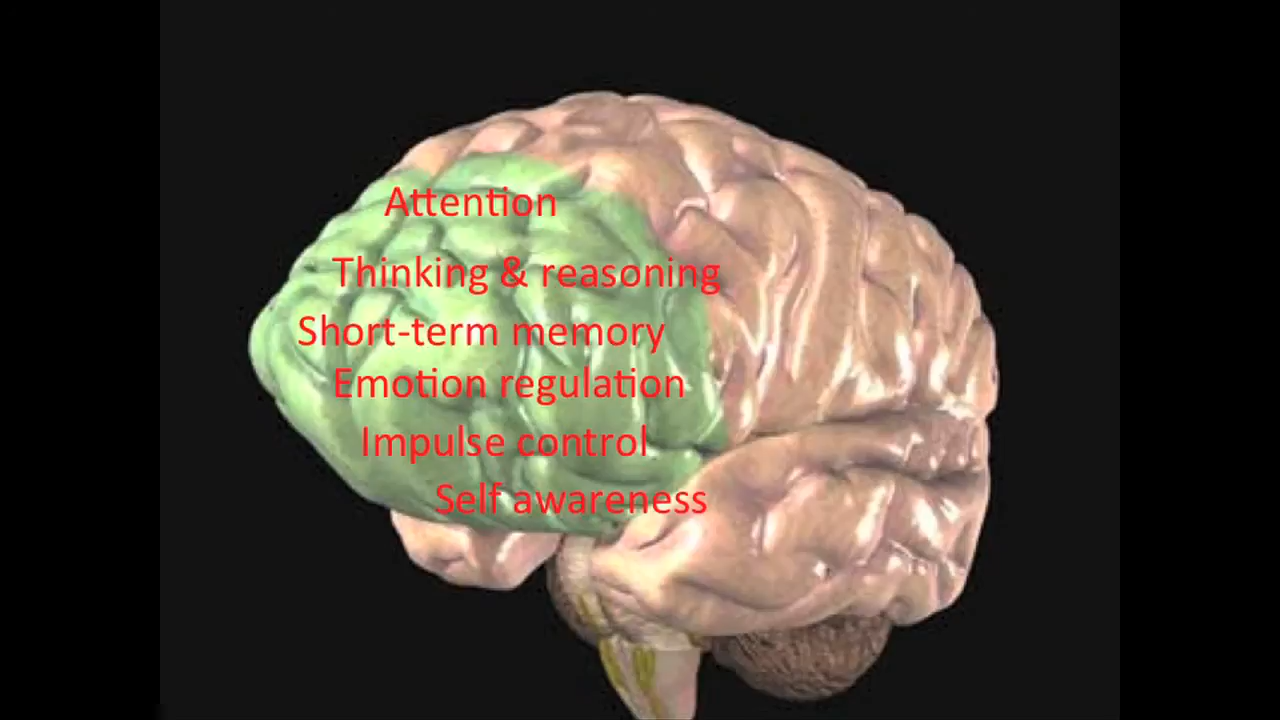 Attention
Thinking & reasoning
Short-term memory
Emotion regulation
Impulse control
Self awareness